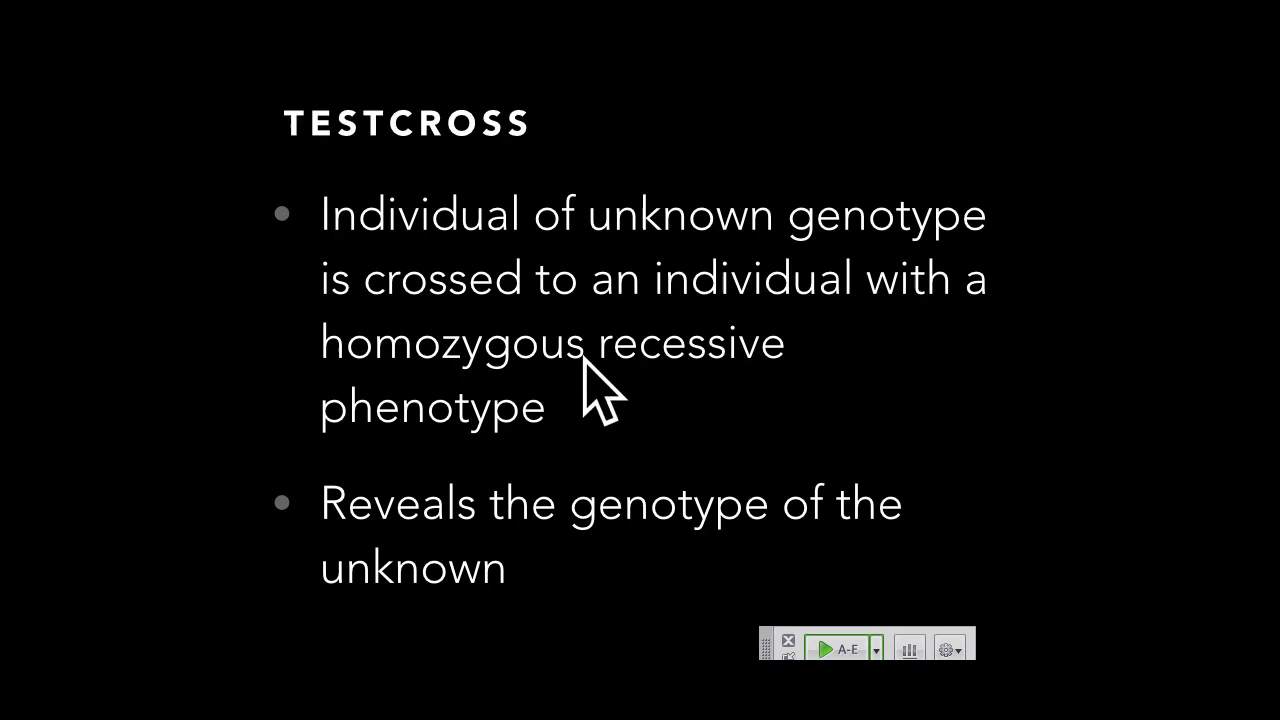 TESTCROSS
Individual of unknown genotype
is crossed to an individual with a
homozygous recessive
phenotype
Reveals the genotype of the
unknown
A-E